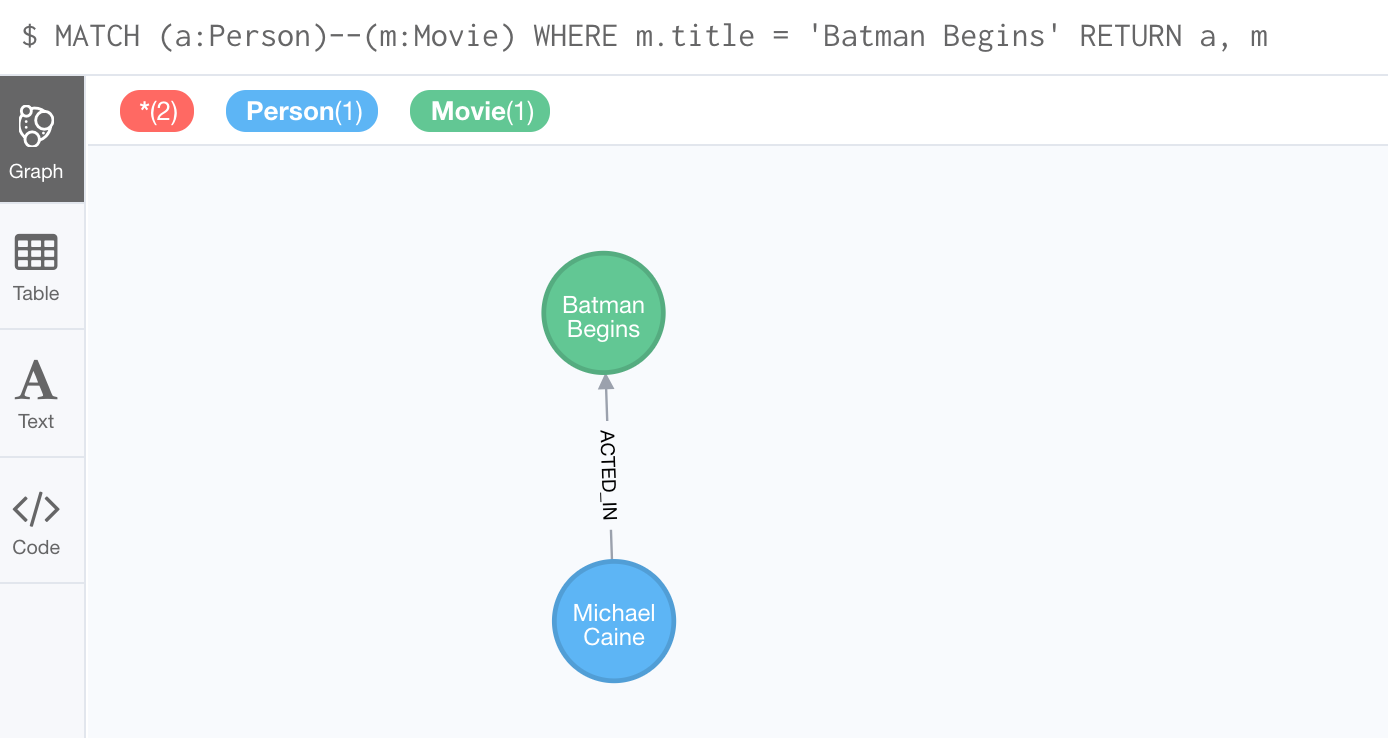 $ MATCH (a:Person)--(m:Movie) WHERE m.title = 'Batman Begins' RETURN a, m
*(2) Person(1) Movie(1)
Graph
Table
Text
Code
Batman
Begins
ACTED_IN
Michael
Caine